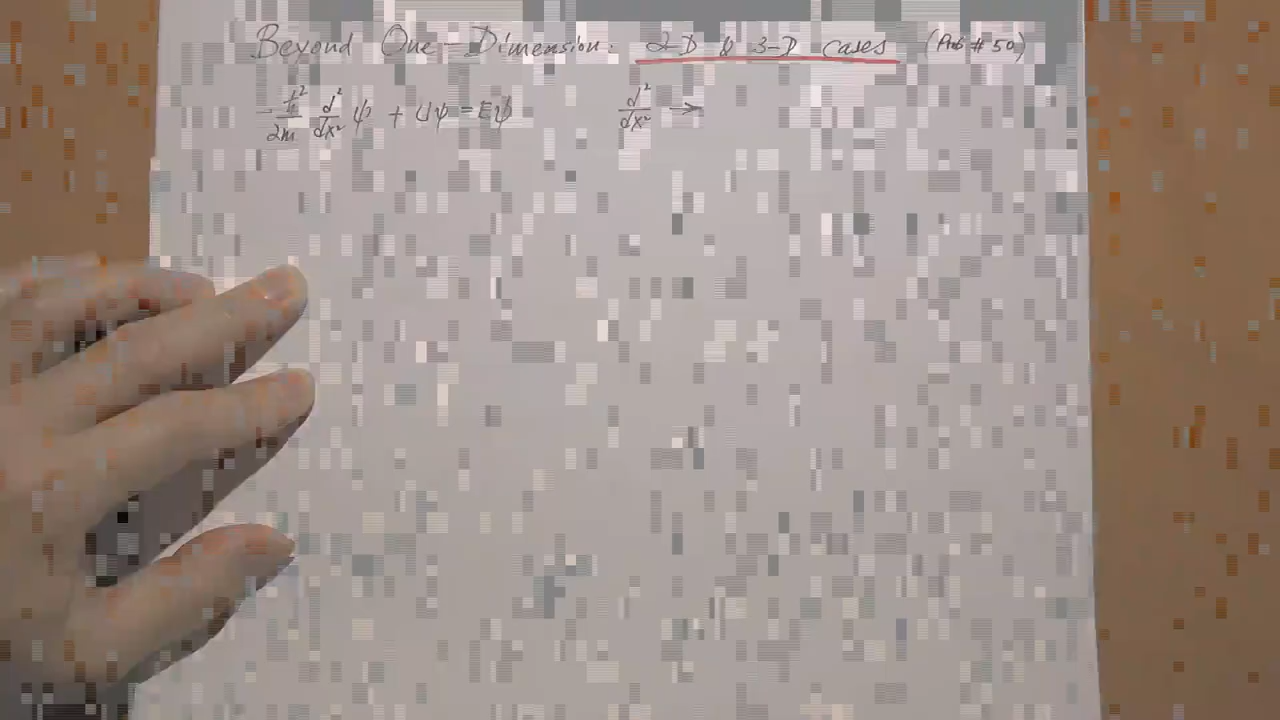 Beyond One-Dimension: 2-D & 3-D cases (Prob # 50)
-ħ²/2m d²/dx² ψ + Uψ = Eψ d²/dx² →